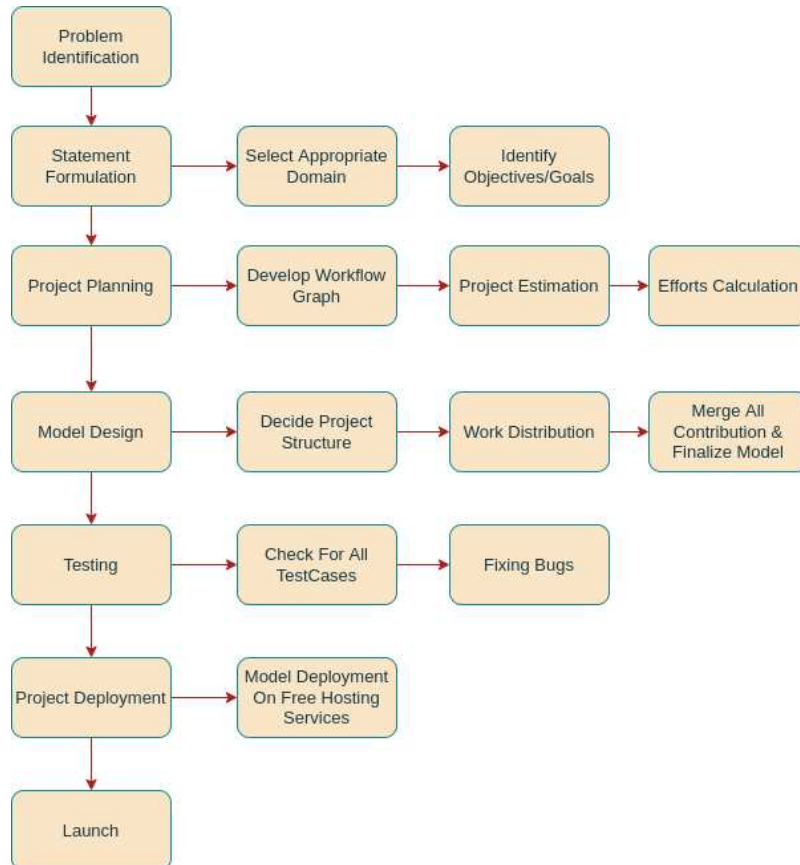 Problem
Identification
Statement
Formulation
Select Appropriate
Domain
Identify
Objectives/Goals
Project Planning
Develop Workflow
Graph
Project Estimation
Efforts Calculation
Model Design
Decide Project
Structure
Work Distribution
Merge All
Contribution &
Finalize Model
Testing
Check For All
TestCases
Fixing Bugs
Project Deployment
Model Deployment
On Free Hosting
Services
Launch